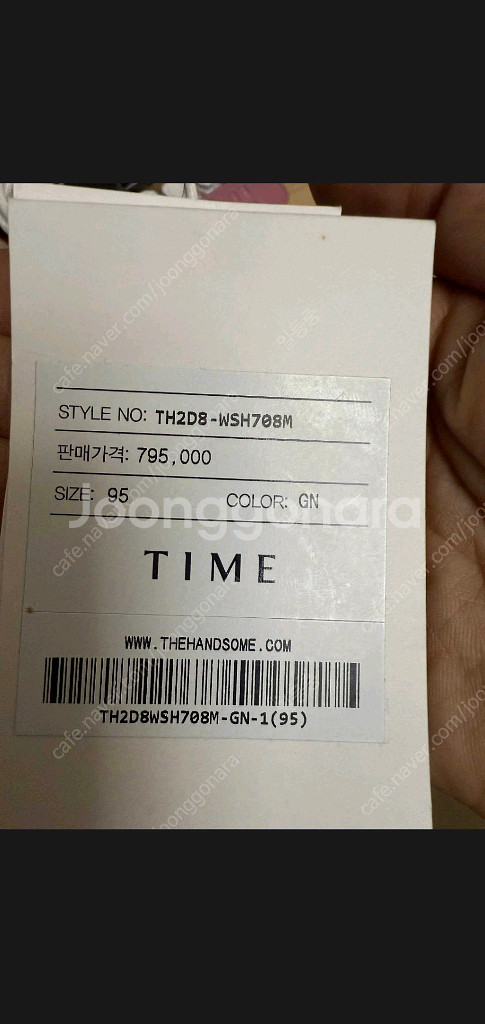 STYLE NO: TH2D8-WSH708M
판매가격: 795,000
SIZE: 95 COLOR: GN
Joonggonara
TIME
WWW.THEHANDSOME.COM
TH2D8WSH708M-GN-1(95)
cafe.naver.com/joonggonara